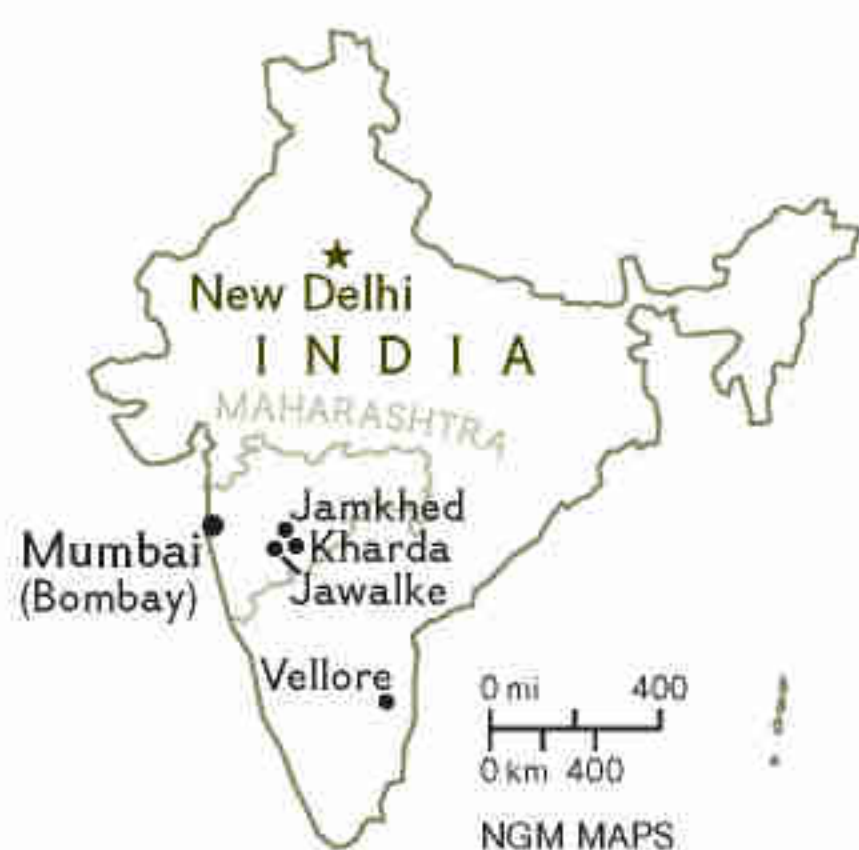 New Delhi
INDIA
MAHARASHTRA
Jamkhed
Kharda
Jawalke
Mumbai
(Bombay)
Vellore
0 mi 400
0 km 400
NGM MAPS